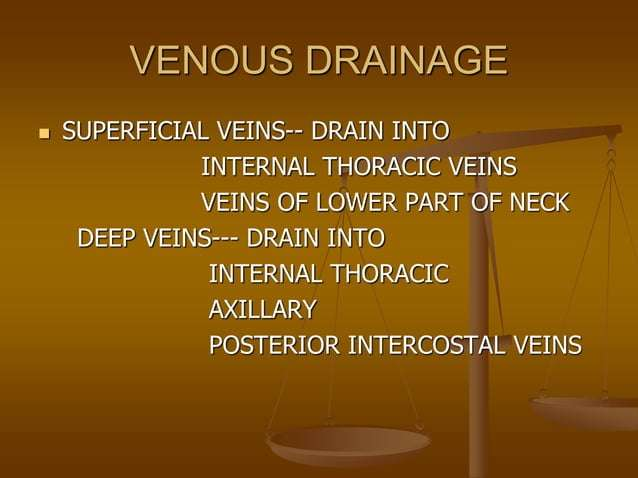 VENOUS DRAINAGE
SUPERFICIAL VEINS-- DRAIN INTO
INTERNAL THORACIC VEINS
VEINS OF LOWER PART OF NECK
DEEP VEINS--- DRAIN INTO
INTERNAL THORACIC
AXILLARY
POSTERIOR INTERCOSTAL VEINS